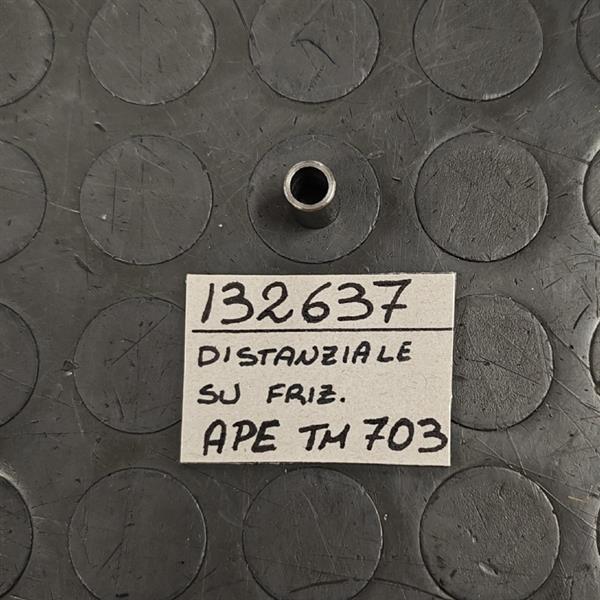 132637
DISTANZIALE
SU FRIZ.
APE TM 703